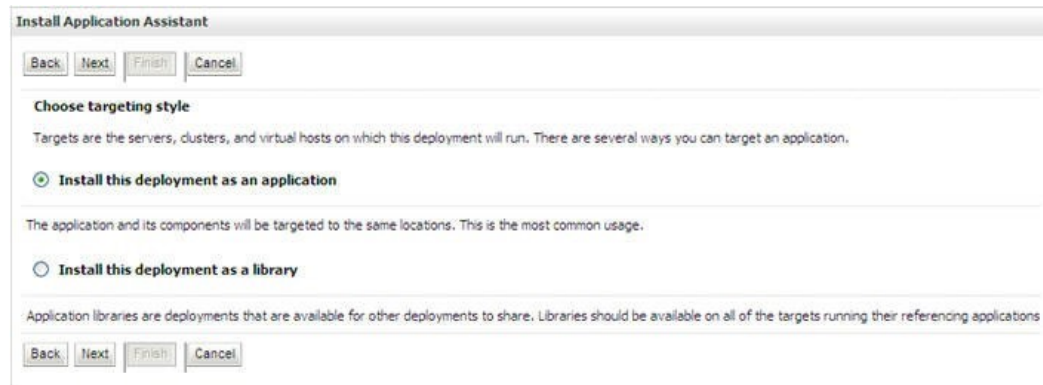 Install Application Assistant
Back Next Finish Cancel
Choose targeting style
Targets are the servers, clusters, and virtual hosts on which this deployment will run. There are several ways you can target an application.
Install this deployment as an application
The application and its components will be targeted to the same locations. This is the most common usage.
Install this deployment as a library
Application libraries are deployments that are available for other deployments to share. Libraries should be available on all of the targets running their referencing applications
Back Next Finish Cancel